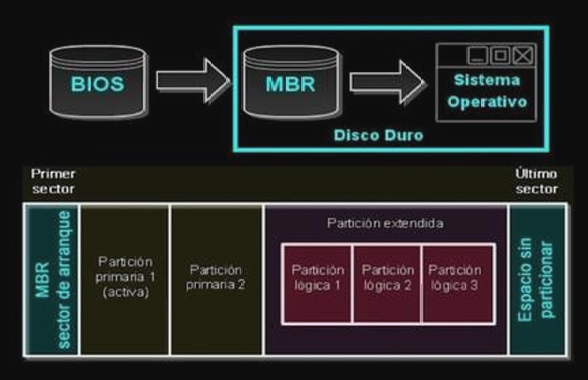 BIOS
MBR
Sistema
Operativo
Disco Duro
Primer
sector
Último
sector
MBR
sector de arranque
Partición
primaria 1
(activa)
Partición
primaria 2
Partición extendida
Partición
lógica 1
Partición
lógica 2
Partición
lógica 3
Espacio sin
particionar